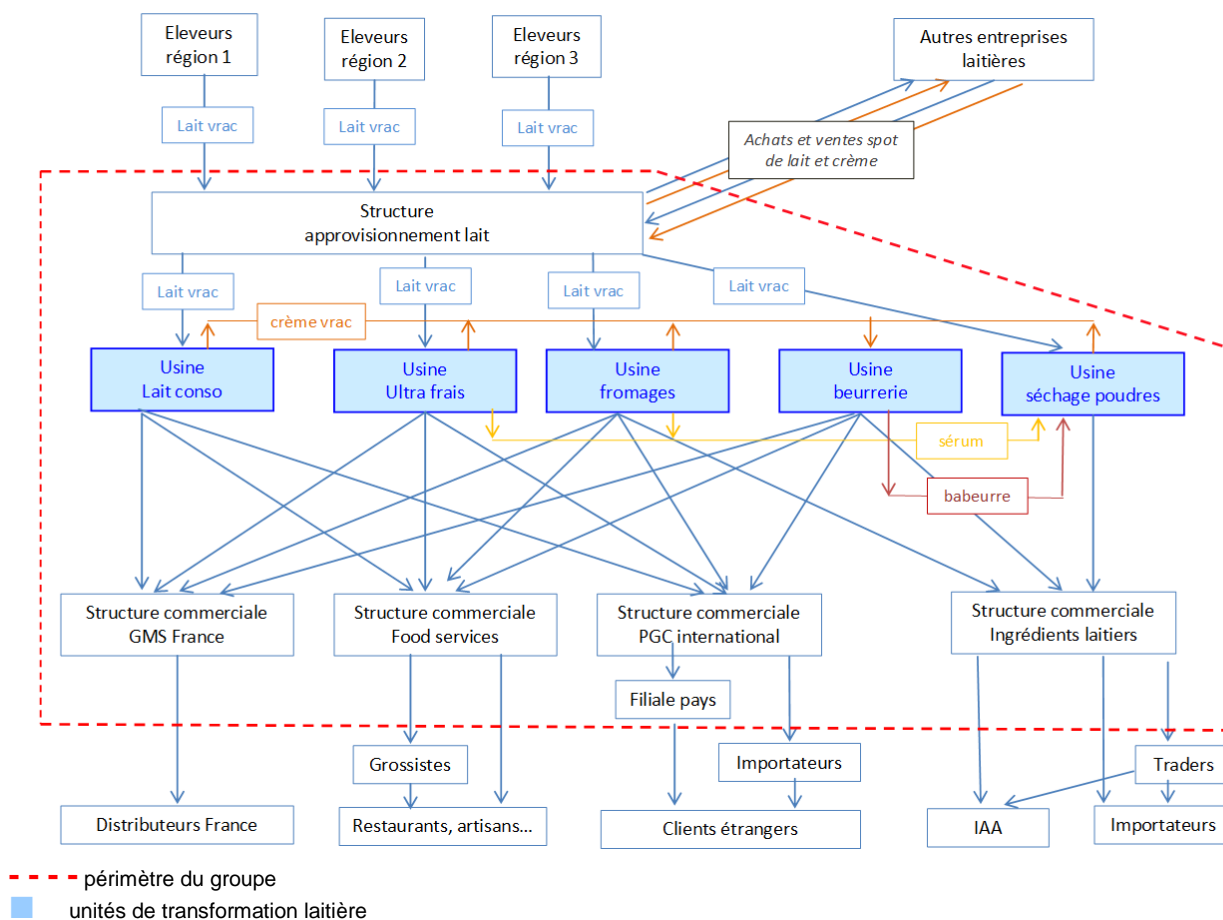 Eleveurs
région 1
Eleveurs
région 2
Eleveurs
région 3
Autres entreprises
laitières
Lait vrac
Lait vrac
Lait vrac
Achats et ventes spot
de lait et crème
Structure
approvisionnement lait
Lait vrac
Lait vrac
Lait vrac
Lait vrac
crème vrac
Usine
Lait conso
Usine
Ultra frais
Usine
fromages
Usine
beurrerie
Usine
séchage poudres
sérum
babeurre
Structure commerciale
GMS France
Structure commerciale
Food services
Structure commerciale
PGC international
Structure commerciale
Ingrédients laitiers
Filiale pays
Grossistes
Importateurs
Traders
Distributeurs France
Restaurants, artisans...
Clients étrangers
IAA
Importateurs
périmètre du groupe
unités de transformation laitière